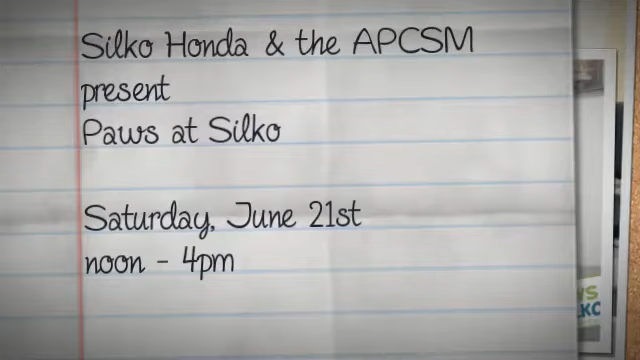 Silko Honda & the APCSM
present
Paws at Silko
Saturday, June 21st
noon - 4pm